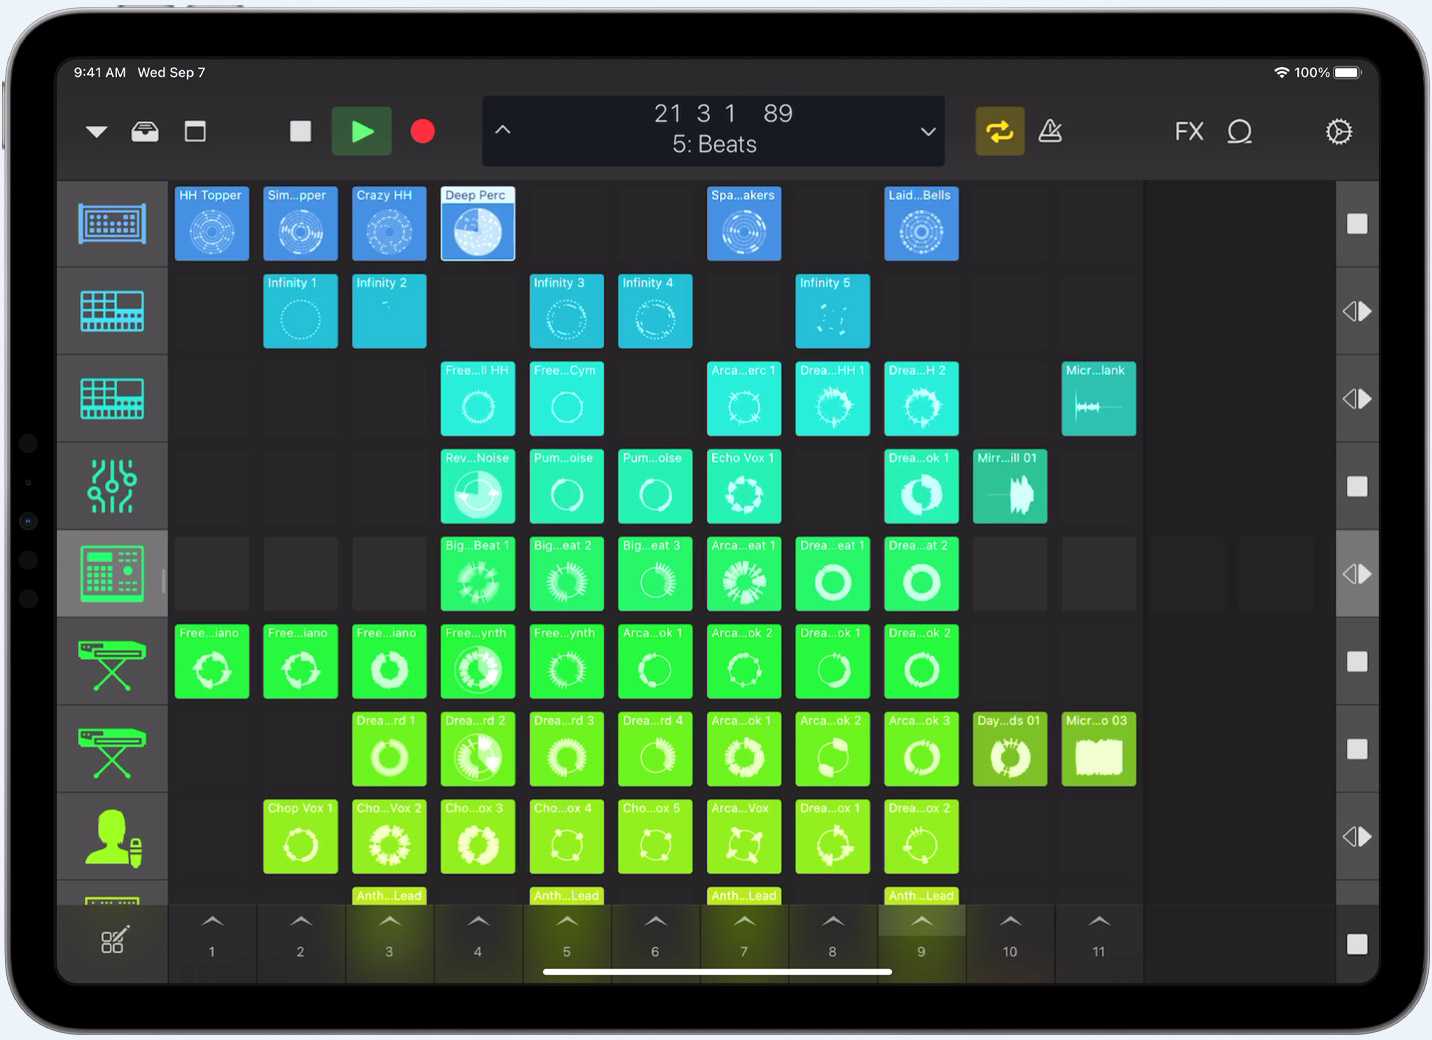 9:41 AM Wed Sep 7
100%
21 3 1 89
5: Beats
FX
HH Topper Sim...pper Crazy HH Deep Perc Spa...akers Laid...Bells
Infinity 1 Infinity 2 Infinity 3 Infinity 4 Infinity 5
Free...ll HH Free...Cym Arca...erc 1 Drea...HH 1 Drea...H 2 Micr...lank
Rev...Noise Pum...oise Pum...oise Echo Vox 1 Drea...ok 1 Mirr...ill 01
Big...Beat 1 Big...eat 2 Big...eat 3 Arca...eat 1 Drea...eat 1 Drea...at 2
Free...iano Free...iano Free...iano Free...ynth Free...ynth Arca...ok 1 Arca...ok 2 Drea...ok 1 Drea...ok 2
Drea...rd 1 Drea...rd 2 Drea...rd 3 Drea...rd 4 Arca...ok 1 Arca...ok 2 Arca...ok 3 Day...ds 01 Micr...o 03
Chop Vox 1 Cho...Vox 2 Cho...ox 3 Cho...ox 4 Cho...ox 5 Arca...Vox Drea...ox 1 Drea...ox 2
Anth...Lead Anth...Lead Anth...Lead Anth...Lead
1 2 3 4 5 6 7 8 9 10 11